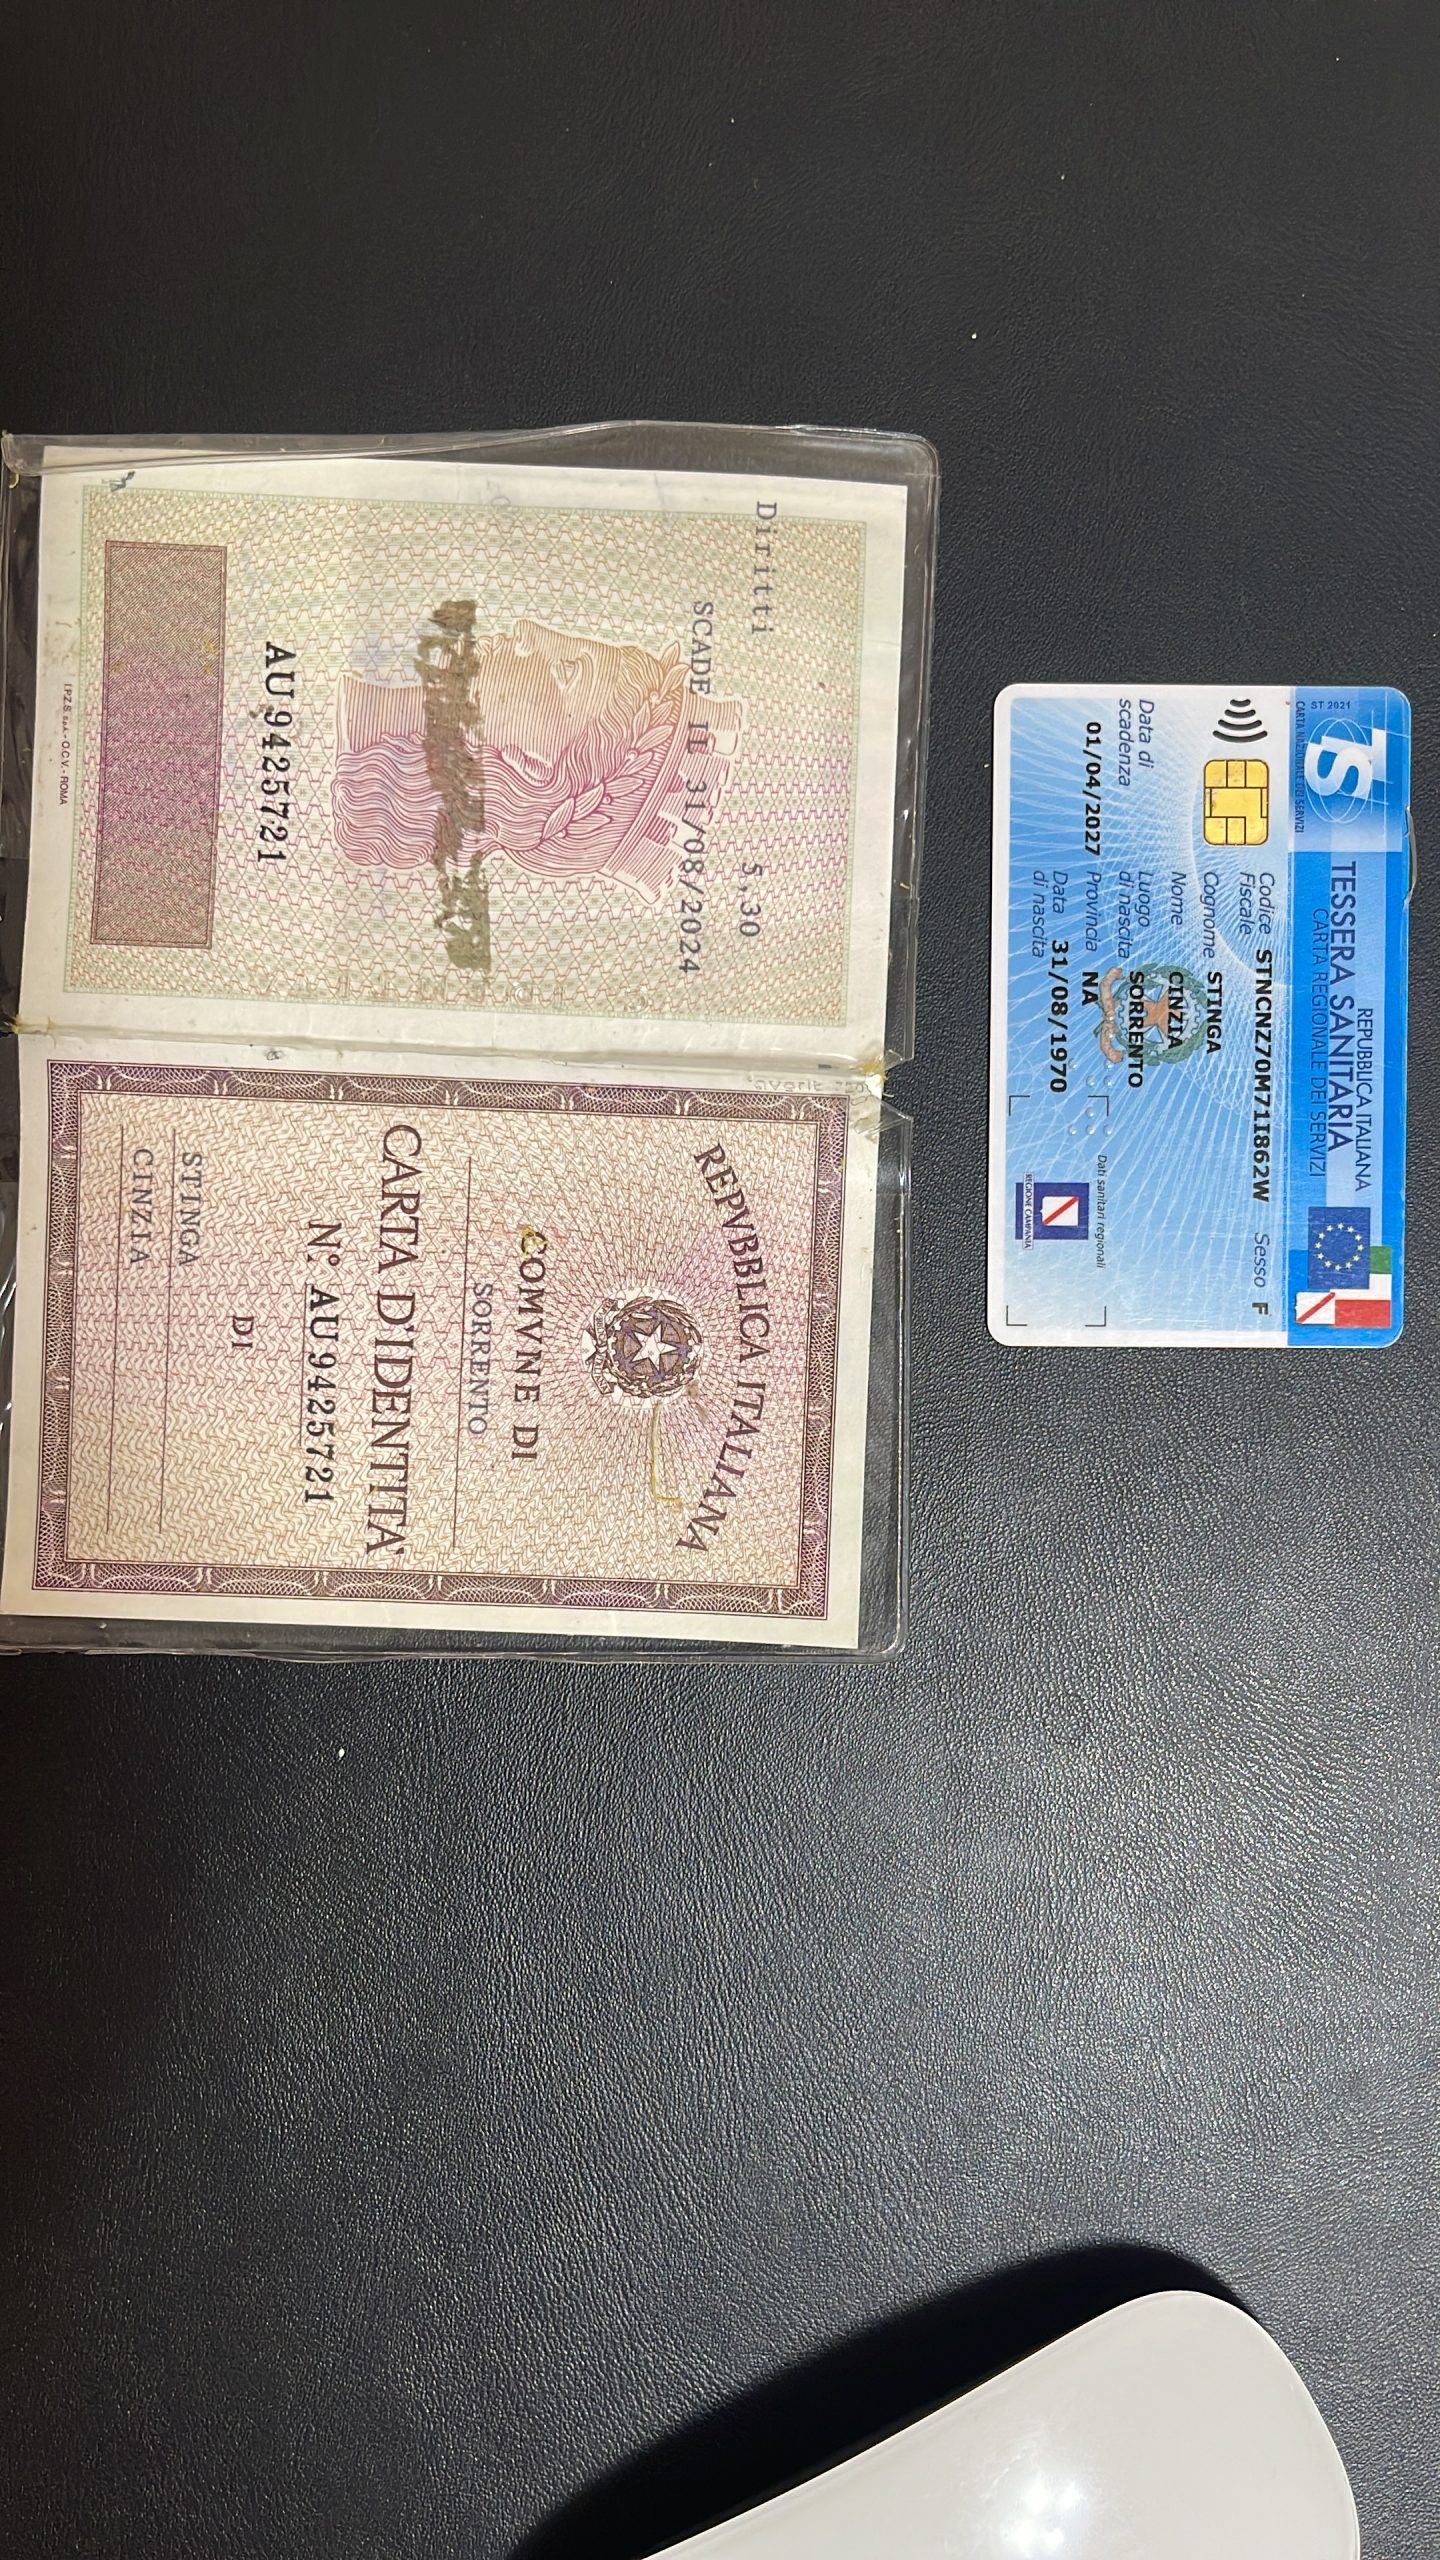 REPUBBLICA ITALIANA
TESSERA SANITARIA
CARTA REGIONALE DEI SERVIZI
TS
ST 2021
CARTA NAZIONALE DEI SERVIZI
Codice Fiscale STNCNZ70M71I862W Sesso F
Cognome STINGA
Nome CINZIA
Luogo di nascita SORRENTO
Provincia NA
Data di nascita 31/08/1970
Data di scadenza
01/04/2027
Dati sanitari regionali
REGIONE CAMPANIA
Diritti 5,30
SCADE IL 31/08/2024
AU 9425721
I.P.Z.S. S.p.A. - O.C.V. - ROMA
REPVBBLICA ITALIANA
COMVNE DI
SORRENTO
CARTA D'IDENTITÀ
N° AU 9425721
DI
STINGA
CINZIA